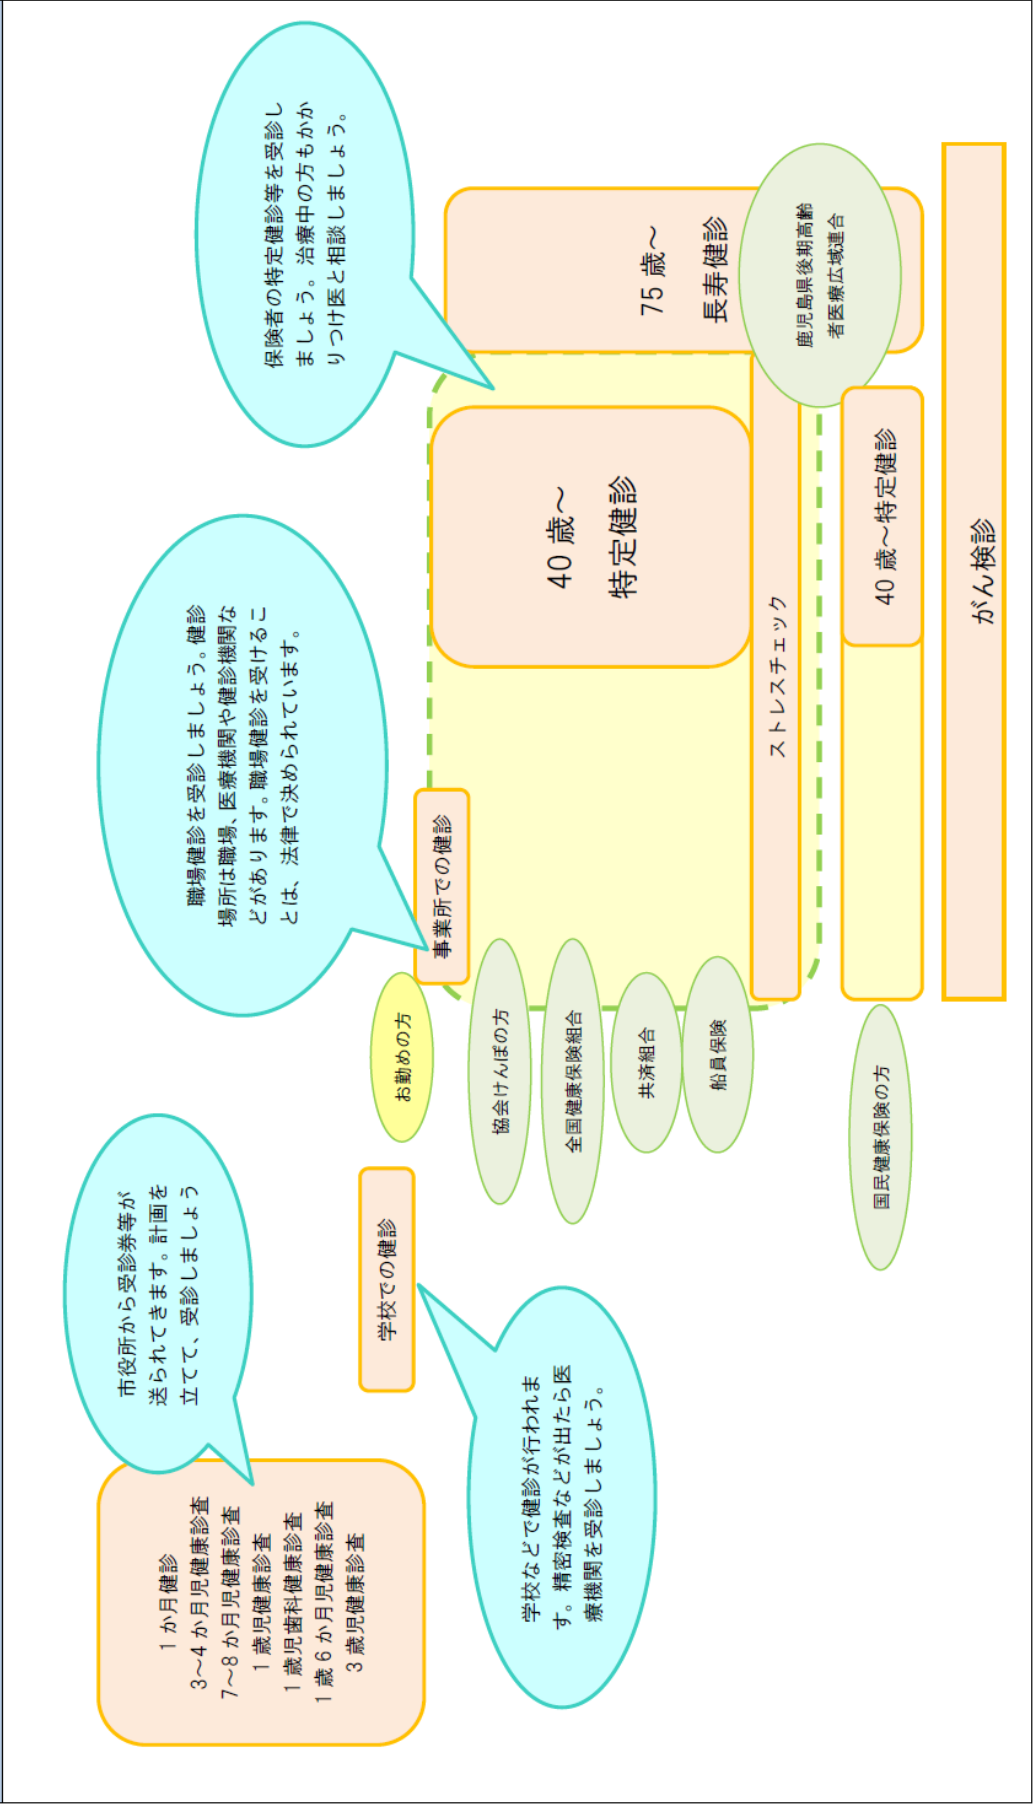 市役所から受診券等が
送られてきます。計画を
立てて、受診しましょう
1か月健診
3～4か月児健康診査
7～8か月児健康診査
1歳児健康診査
1歳児歯科健康診査
1歳6か月児健康診査
3歳児健康診査
学校での健診
学校などで健診が行われま
す。精密検査などが出たら医
療機関を受診しましょう。
職場健診を受診しましょう。健診
場所は職場、医療機関や健診機関な
どがあります。職場健診を受けるこ
とは、法律で決められています。
お勤めの方
事業所での健診
協会けんぽの方
全国健康保険組合
共済組合
船員保険
保険者の特定健診等を受診し
ましょう。治療中の方もかか
りつけ医と相談しましょう。
40歳～
特定健診
ストレスチェック
75歳～
長寿健診
鹿児島県後期高齢
者医療広域連合
国民健康保険の方
40歳～特定健診
がん検診